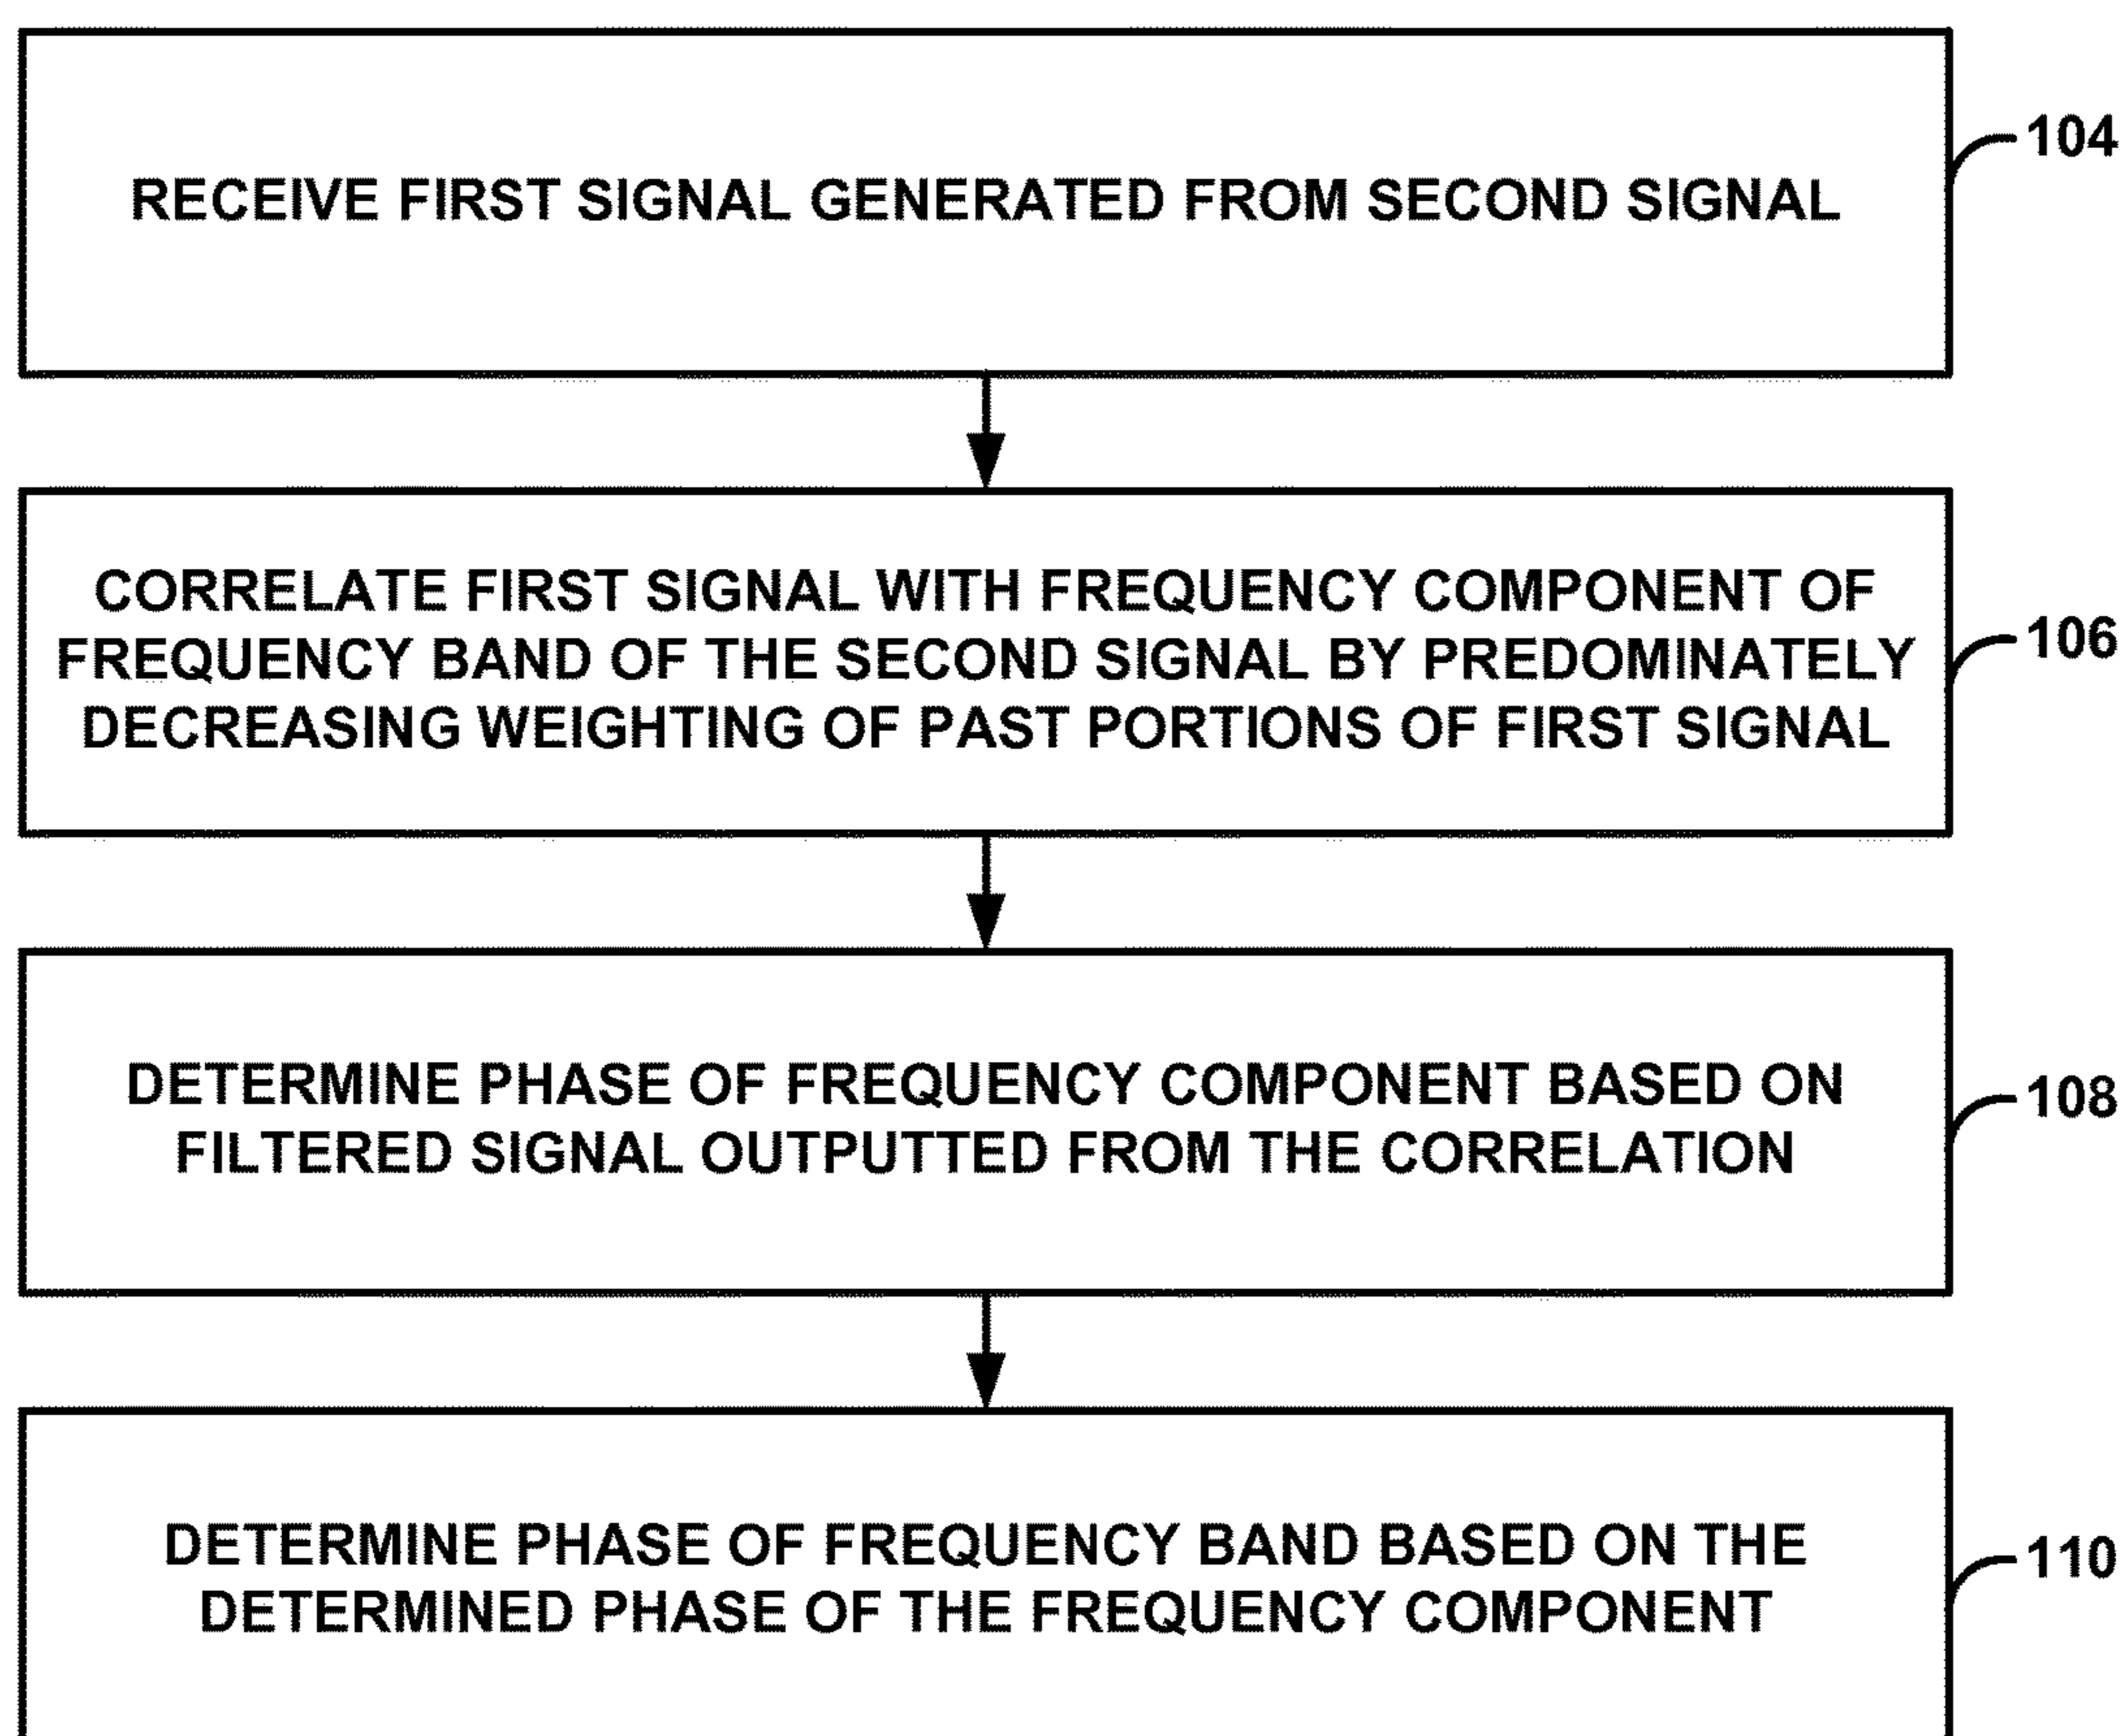 RECEIVE FIRST SIGNAL GENERATED FROM SECOND SIGNAL
104
CORRELATE FIRST SIGNAL WITH FREQUENCY COMPONENT OF
FREQUENCY BAND OF THE SECOND SIGNAL BY PREDOMINATELY
DECREASING WEIGHTING OF PAST PORTIONS OF FIRST SIGNAL
106
DETERMINE PHASE OF FREQUENCY COMPONENT BASED ON
FILTERED SIGNAL OUTPUTTED FROM THE CORRELATION
108
DETERMINE PHASE OF FREQUENCY BAND BASED ON THE
DETERMINED PHASE OF THE FREQUENCY COMPONENT
110